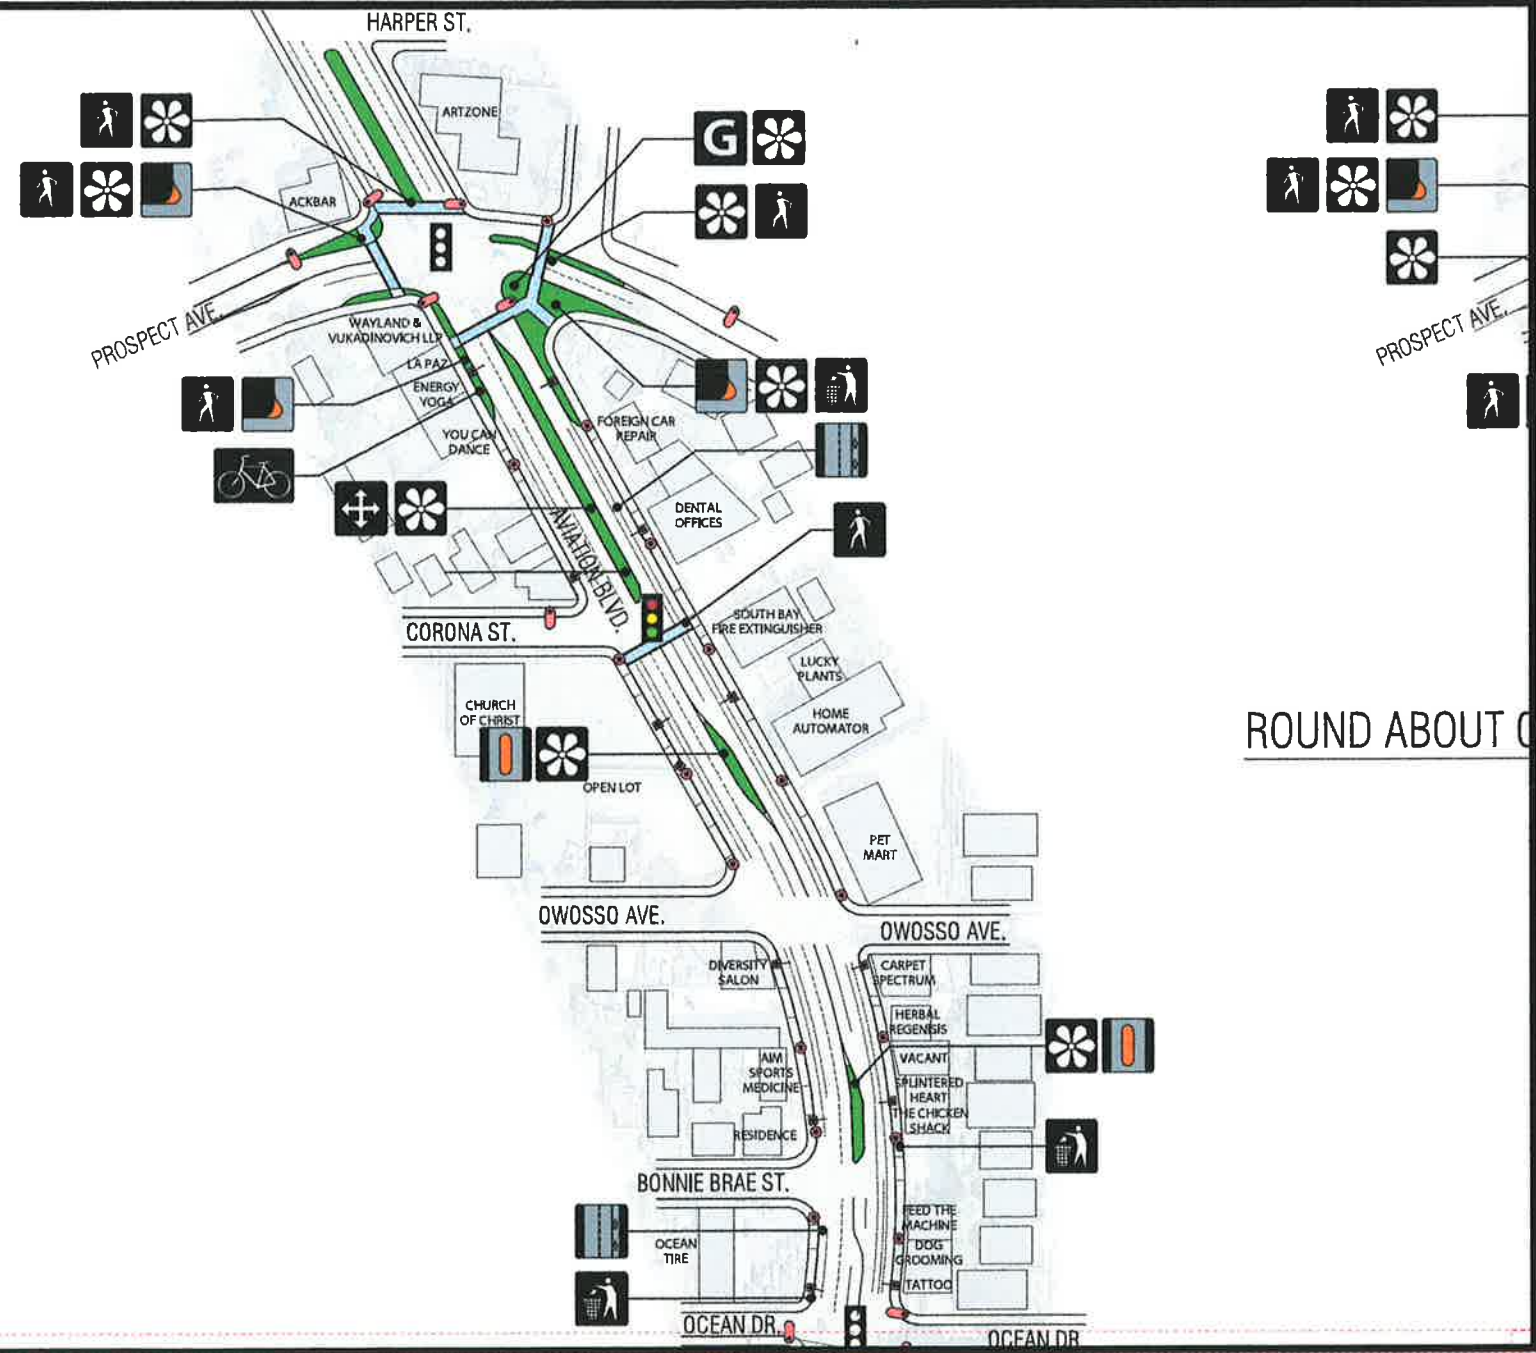 HARPER ST.
ARTZONE
G
ACKBAR
PROSPECT AVE.
PROSPECT AVE.
WAYLAND &
VUKADINOVICH LLP
LA PAZ
ENERGY
YOGA
YOU CAN
DANCE
FOREIGN CAR
REPAIR
DENTAL
OFFICES
AVIATION BLVD.
CORONA ST.
SOUTH BAY
FIRE EXTINGUISHER
LUCKY
PLANTS
HOME
AUTOMATOR
CHURCH
OF CHRIST
ROUND ABOUT
OPEN LOT
PET
MART
OWOSSO AVE.
OWOSSO AVE.
DIVERSITY
SALON
CARPET
SPECTRUM
HERBAL
REGENISIS
VACANT
AIM
SPORTS
MEDICINE
SPLINTERED
HEART
THE CHICKEN
SHACK
RESIDENCE
BONNIE BRAE ST.
FEED THE
MACHINE
OCEAN
TIRE
DOG
GROOMING
TATTOO
OCEAN DR.
OCEAN DR